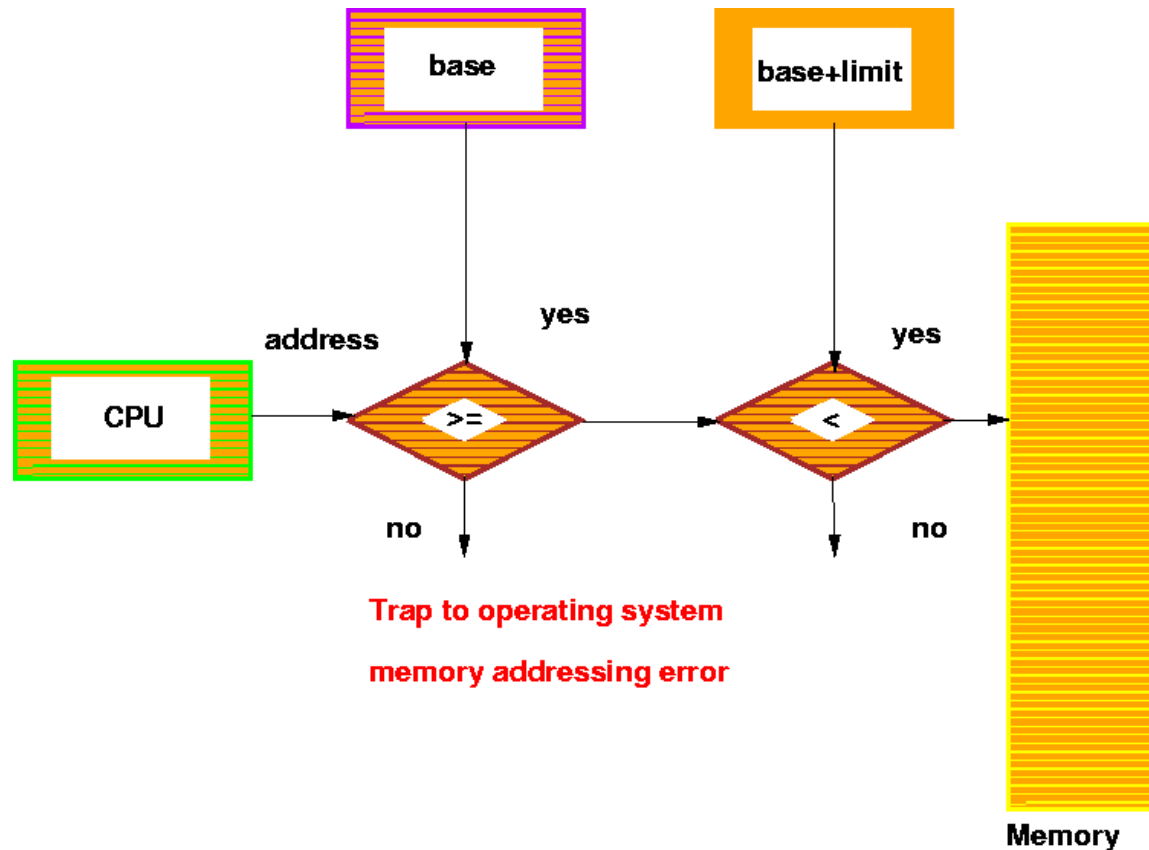 base
base+limit
address
yes
yes
CPU
>=
<
no
no
Trap to operating system
memory addressing error
Memory